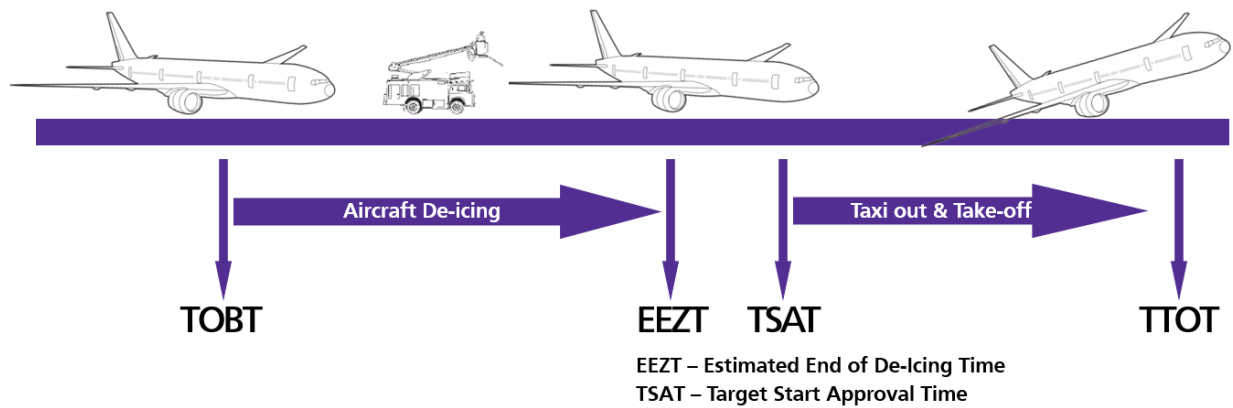 Aircraft De-icing
Taxi out & Take-off
TOBT
EEZT
TSAT
TTOT
EEZT – Estimated End of De-Icing Time
TSAT – Target Start Approval Time